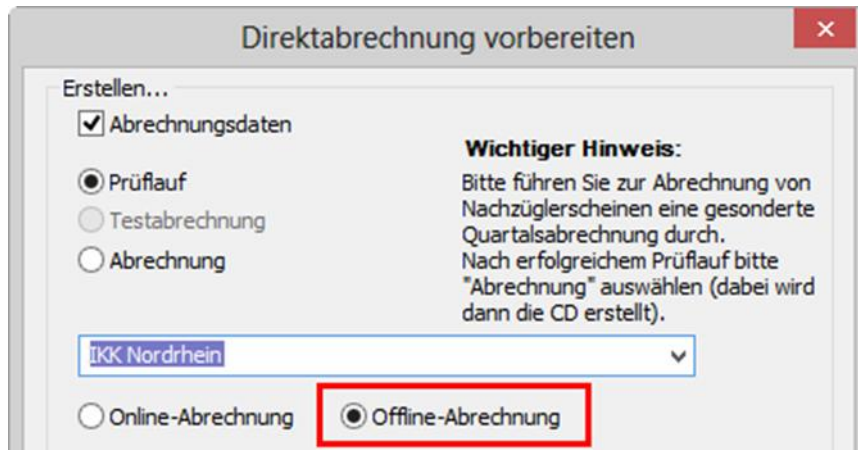 Direktabrechnung vorbereiten
Erstellen...
Abrechnungsdaten
Wichtiger Hinweis:
Prüflauf
Bitte führen Sie zur Abrechnung von
Testabrechnung
Nachzüglerscheinen eine gesonderte
Quartalsabrechnung durch.
Abrechnung
Nach erfolgreichem Prüflauf bitte
"Abrechnung" auswählen (dabei wird
dann die CD erstellt).
IKK Nordrhein
Online-Abrechnung
Offline-Abrechnung